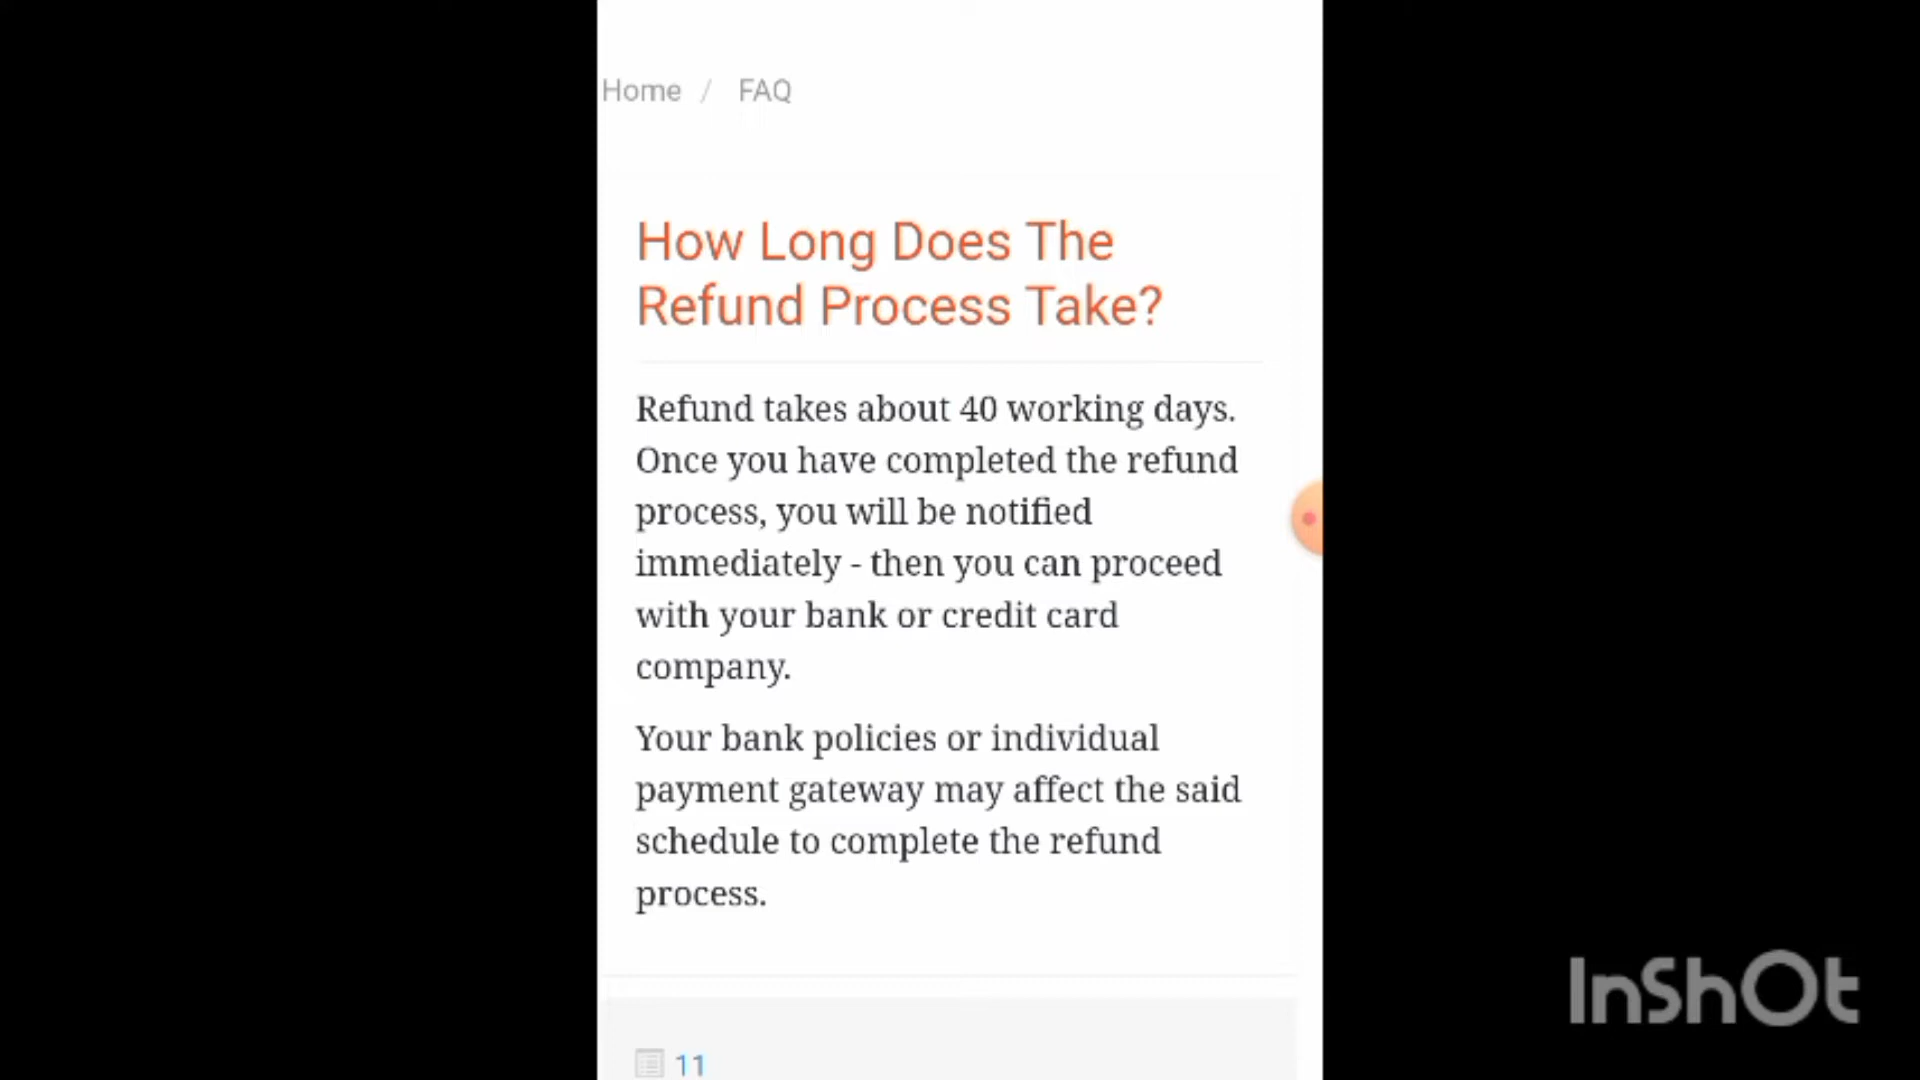 Home / FAQ
How Long Does The
Refund Process Take?
Refund takes about 40 working days.
Once you have completed the refund
process, you will be notified
immediately - then you can proceed
with your bank or credit card
company.
Your bank policies or individual
payment gateway may affect the said
schedule to complete the refund
process.
11
InShOt